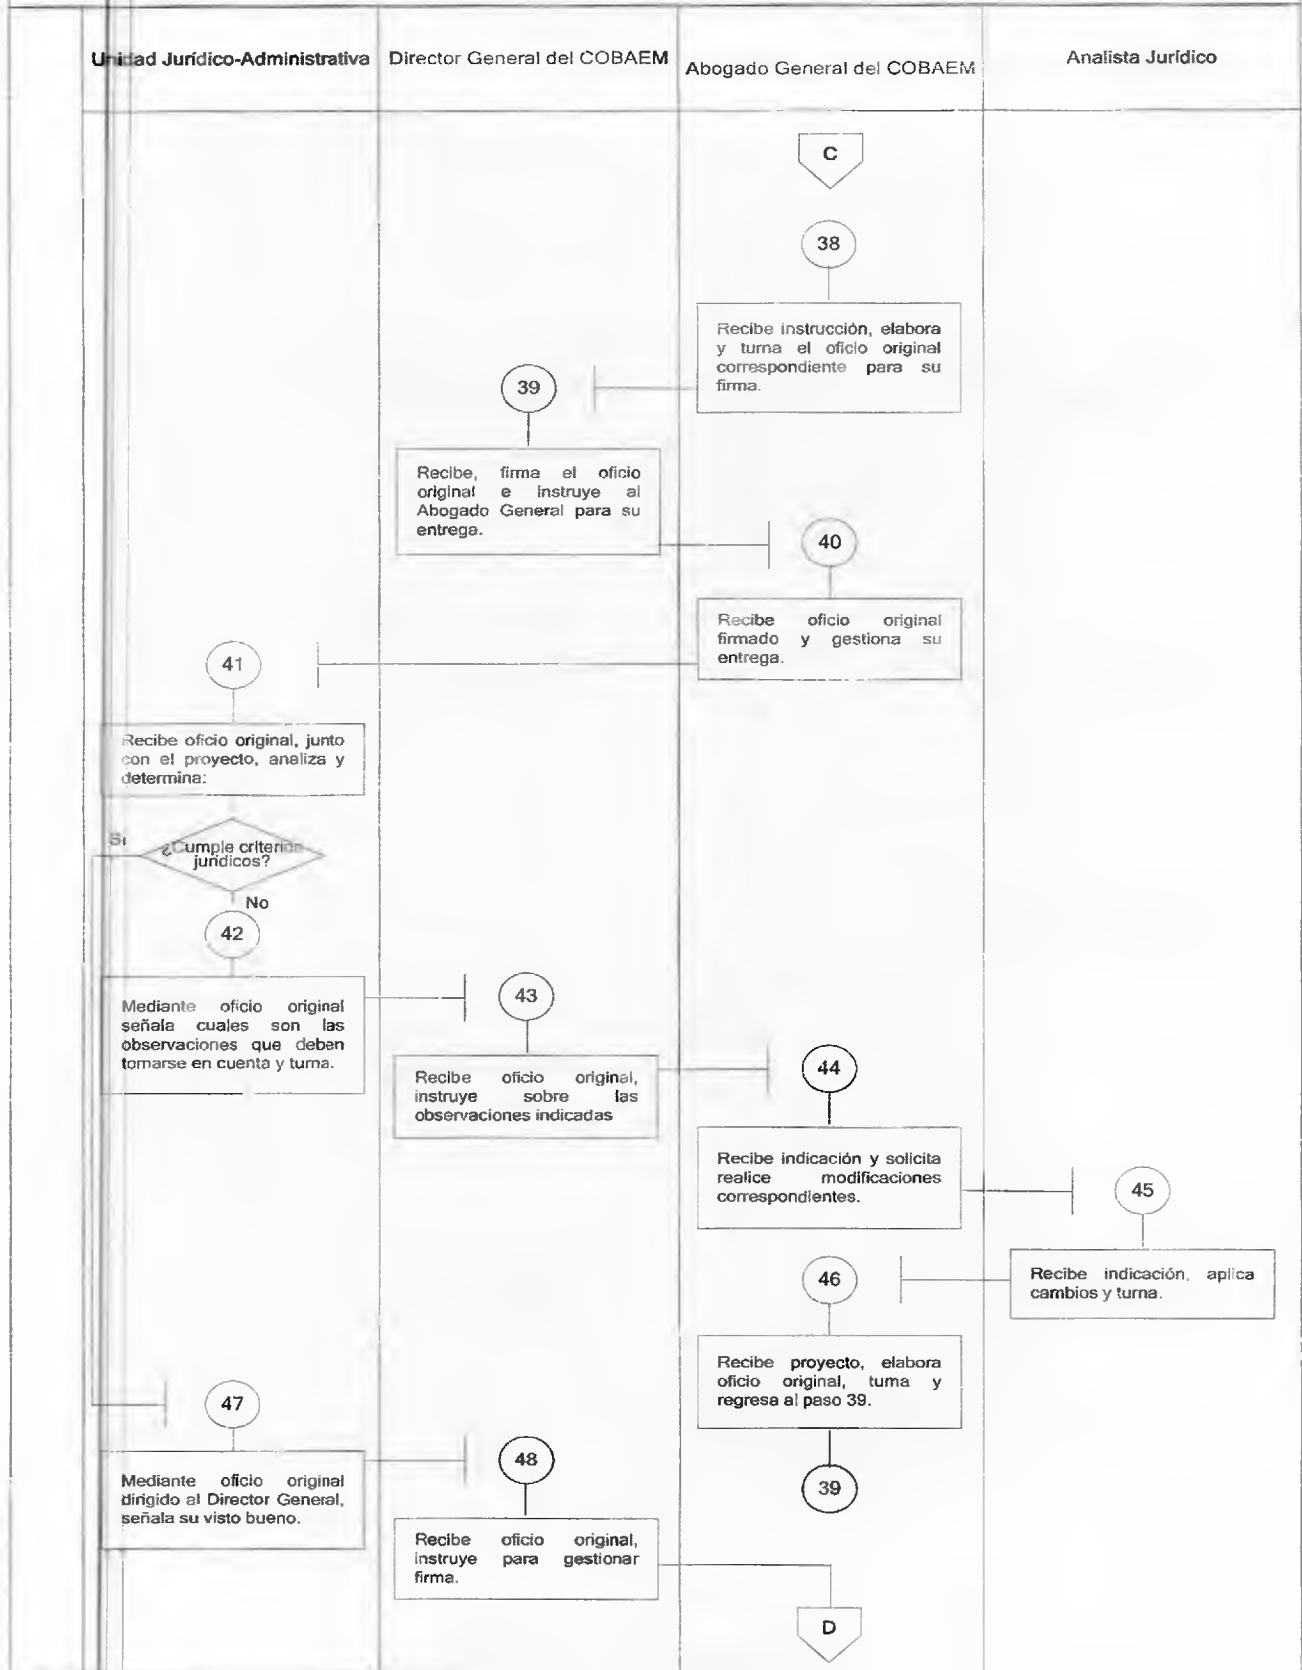 Unidad Jurídico-Administrativa
Director General del COBAEM
Abogado General del COBAEM
Analista Jurídico
C
38
Recibe instrucción, elabora
y turna el oficio original
correspondiente para su
firma.
39
Recibe, firma el oficio
original e instruye al
Abogado General para su
entrega.
40
Recibe oficio original
firmado y gestiona su
entrega.
41
Recibe oficio original, junto
con el proyecto, analiza y
determina:
Si
¿Cumple criterios
jurídicos?
No
42
Mediante oficio original
señala cuales son las
observaciones que deben
tomarse en cuenta y turna.
43
Recibe oficio original,
instruye sobre las
observaciones indicadas
44
Recibe indicación y solicita
realice modificaciones
correspondientes.
45
Recibe indicación, aplica
cambios y turna.
46
Recibe proyecto, elabora
oficio original, turna y
regresa al paso 39.
39
47
Mediante oficio original
dirigido al Director General,
señala su visto bueno.
48
Recibe oficio original,
instruye para gestionar
firma.
D